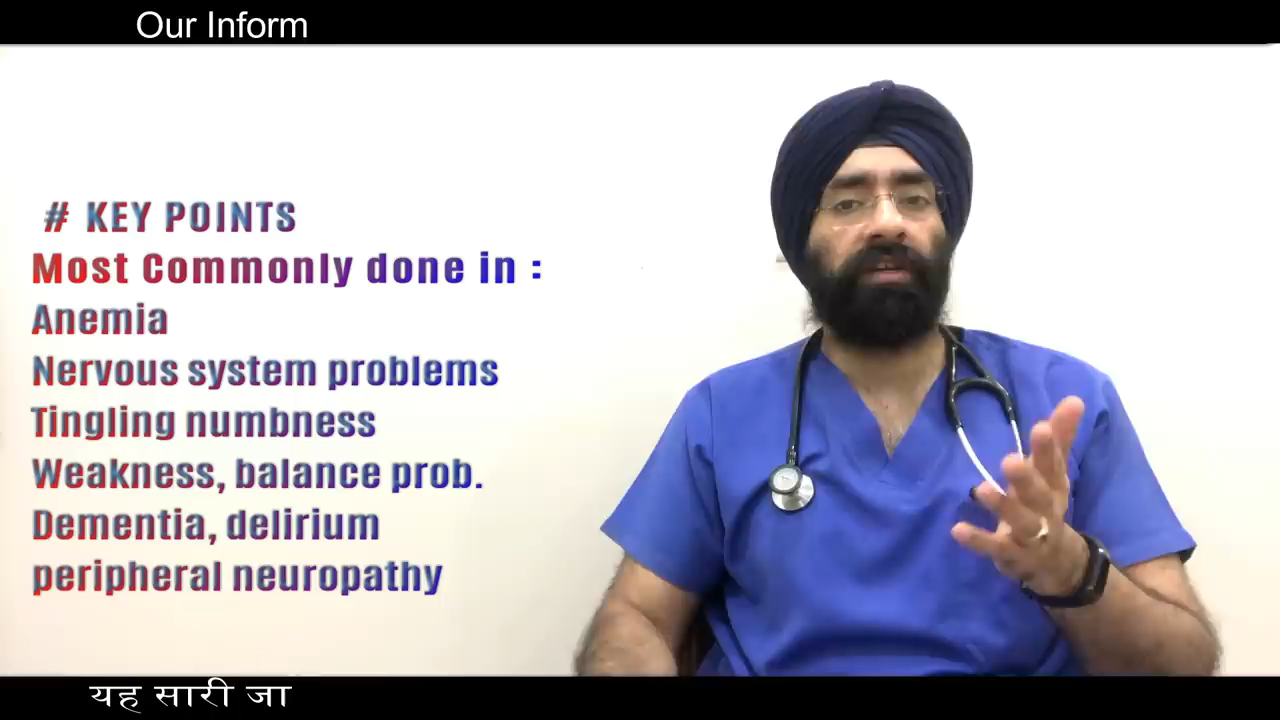 Our Inform
# KEY POINTS
Most Commonly done in :
Anemia
Nervous system problems
Tingling numbness
Weakness, balance prob.
Dementia, delirium
peripheral neuropathy
यह सारी जा